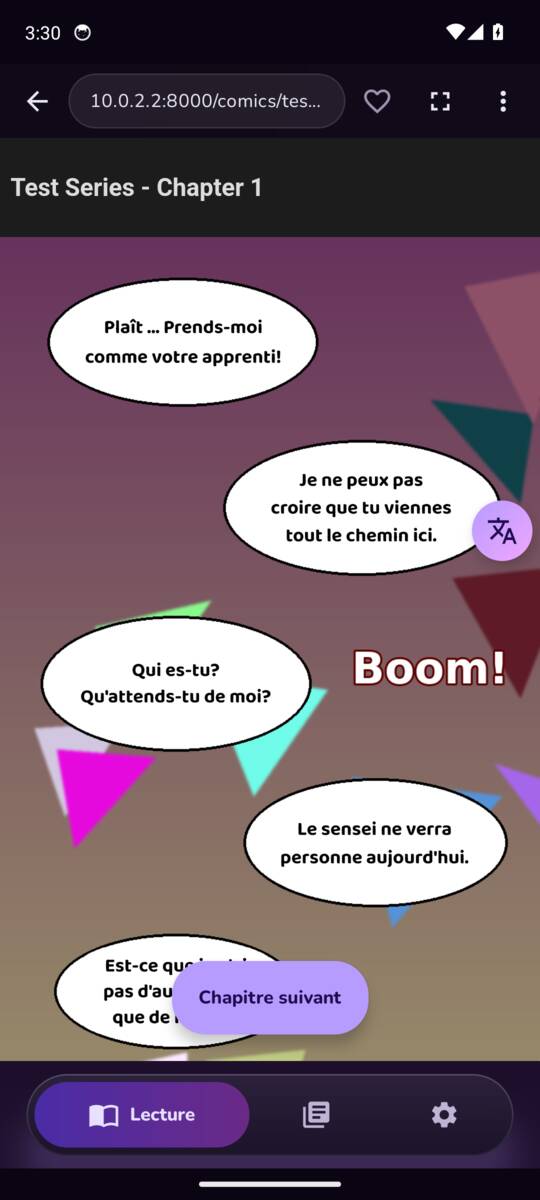 3:30
10.0.2.2:8000/comics/tes...
Test Series - Chapter 1
Plaît ... Prends-moi
comme votre apprenti!
Je ne peux pas
croire que tu viennes
tout le chemin ici.
Qui es-tu?
Qu'attends-tu de moi?
Boom!
Le sensei ne verra
personne aujourd'hui.
Est-ce que
pas
que de
Chapitre suivant
Lecture